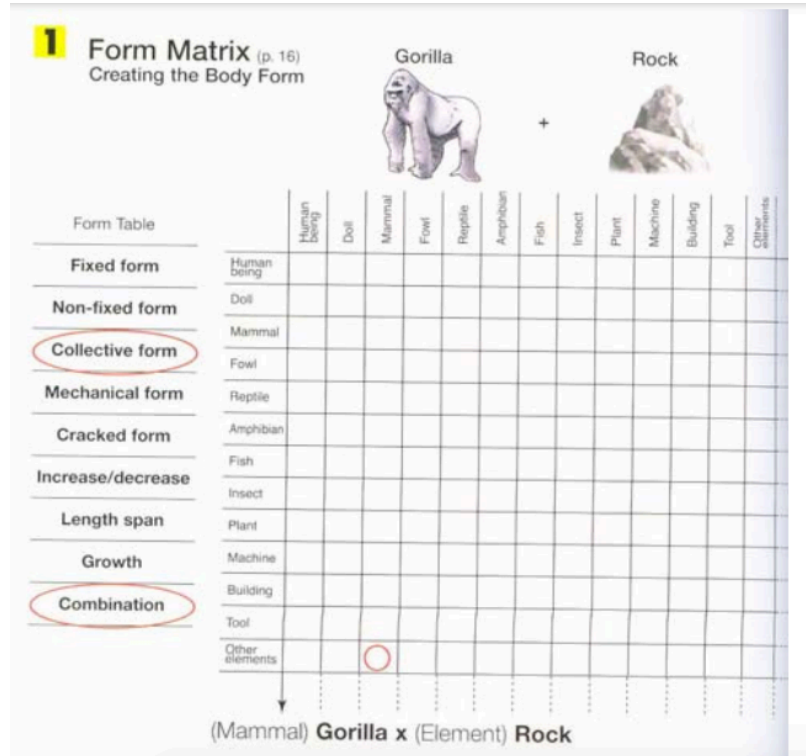 1
Form Matrix (p. 16)
Creating the Body Form
Gorilla
+
Rock
Form Table
Fixed form
Non-fixed form
Collective form
Mechanical form
Cracked form
Increase/decrease
Length span
Growth
Combination
Human
being
Doll
Mammal
Fowl
Reptile
Amphibian
Fish
Insect
Plant
Machine
Building
Tool
Other
elements
Human
being
Doll
Mammal
Fowl
Reptile
Amphibian
Fish
Insect
Plant
Machine
Building
Tool
Other
elements
(Mammal) Gorilla x (Element) Rock